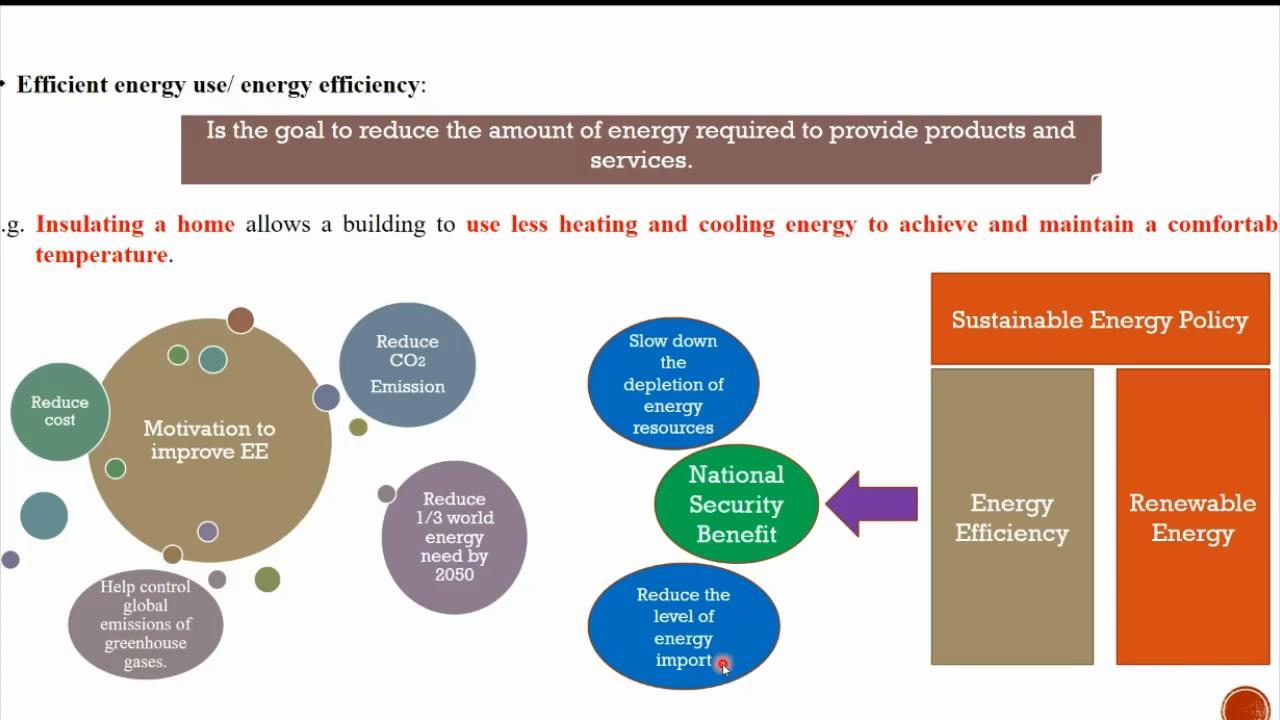 • Efficient energy use/ energy efficiency:
Is the goal to reduce the amount of energy required to provide products and
services.
.g. Insulating a home allows a building to use less heating and cooling energy to achieve and maintain a comfortab
temperature.
Reduce
cost
Motivation to
improve EE
Reduce
CO2
Emission
Reduce
1/3 world
energy
need by
2050
Help control
global
emissions of
greenhouse
gases.
Slow down
the
depletion of
energy
resources
National
Security
Benefit
Reduce the
level of
energy
import
Sustainable Energy Policy
Energy
Efficiency
Renewable
Energy